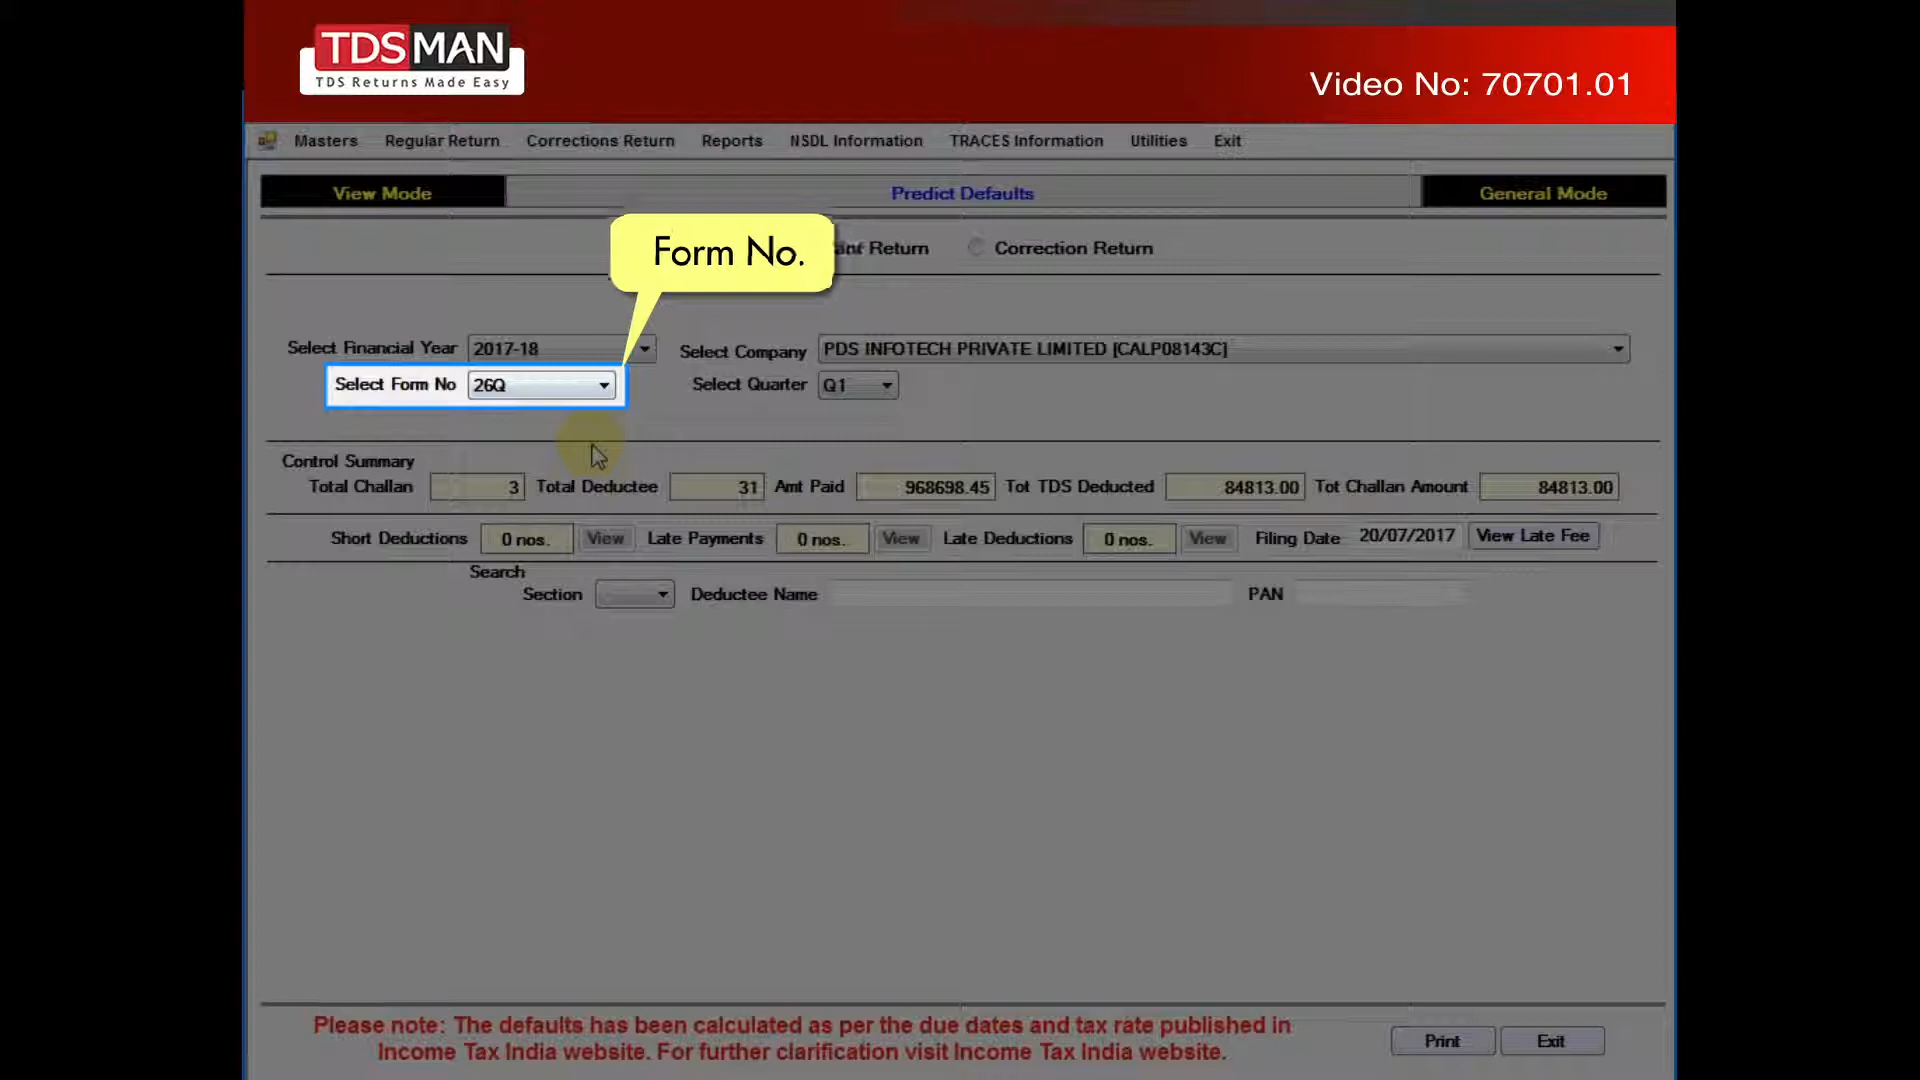 TDSMAN
TDS Returns Made Easy
Video No: 70701.01
Masters Regular Return Corrections Return Reports NSDL Information TRACES Information Utilities Exit
View Mode Predict Defaults General Mode
Form No.
Return Correction Return
Select Financial Year 2017-18 Select Company PDS INFOTECH PRIVATE LIMITED [CALP08143C]
Select Form No 26Q Select Quarter Q1
Control Summary
Total Challan 3 Total Deductee 31 Amt Paid 968698.45 Tot TDS Deducted 84813.00 Tot Challan Amount 84813.00
Short Deductions 0 nos. View Late Payments 0 nos. View Late Deductions 0 nos. View Filing Date 20/07/2017 View Late Fee
Search
Section Deductee Name PAN
Please note: The defaults has been calculated as per the due dates and tax rate published in
Income Tax India website. For further clarification visit Income Tax India website.
Print Exit